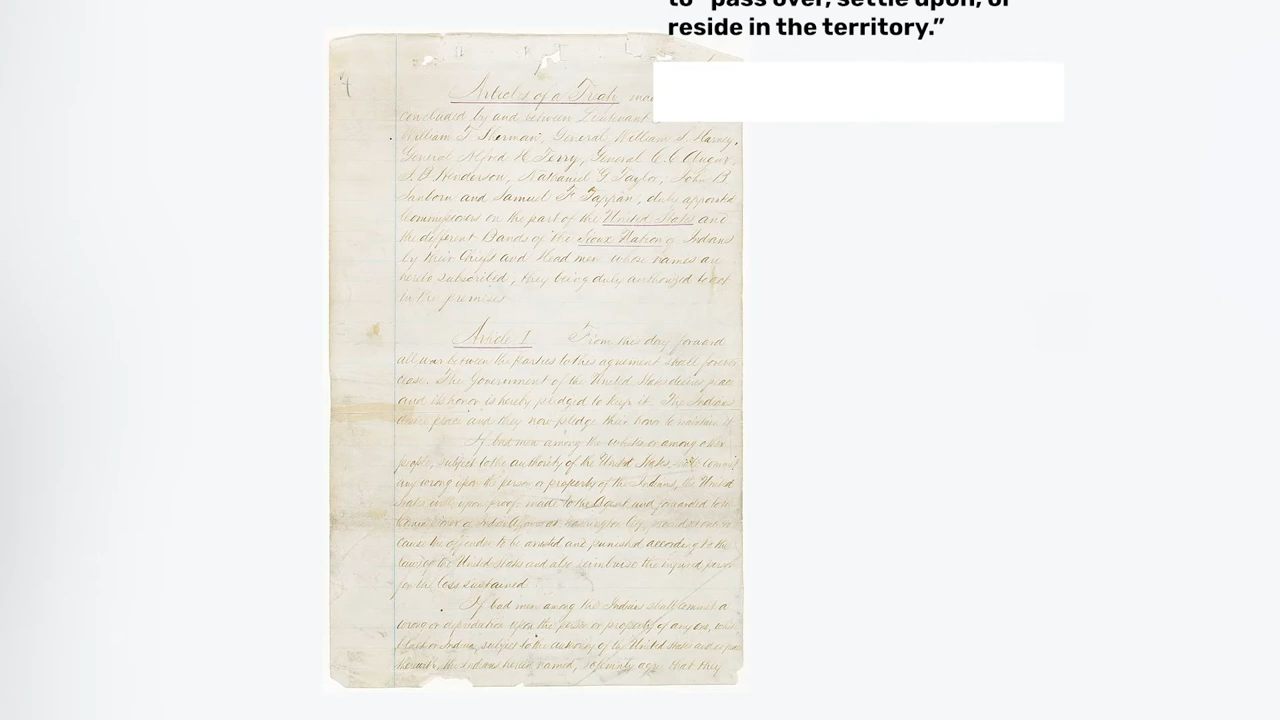 to "pass over, settle upon, or
reside in the territory."
4
Articles of a Treaty made
concluded by and between Lieutenant
William T. Sherman, General William S. Harney,
General Alfred H. Terry, General C. C. Augur,
J. B. Henderson, Nathaniel G. Taylor, John B.
Sanborn and Samuel F. Tappan, duly appointed
Commissioners on the part of the United States and
the different Bands of the Sioux Nation of Indians
by their Chiefs and Head men whose names are
hereto subscribed, they being duly authorized to act
in the premises
Article I From this day forward
all war between the parties to this agreement shall forever
cease. The Government of the United States desires peace
and its honor is hereby pledged to keep it. The Indians
desire peace and they now pledge their honor to maintain it
If bad men among the whites or among other
people, subject to the authority of the United States, shall commit
any wrong upon the person or property of the Indians, the United
States will upon proof made to the Agent and forwarded to the
Commissioner of Indian Affairs at Washington City, proceed at once to
cause the offender to be arrested and punished according to the
laws of the United States and also reimburse the injured person
for the loss sustained
If bad men among the Indians shall commit a
wrong or depredation upon the person or property of any one, white
black or Indian, subject to the authority of the United States and at peace
therewith, the Indians herein named, solemnly agree that they